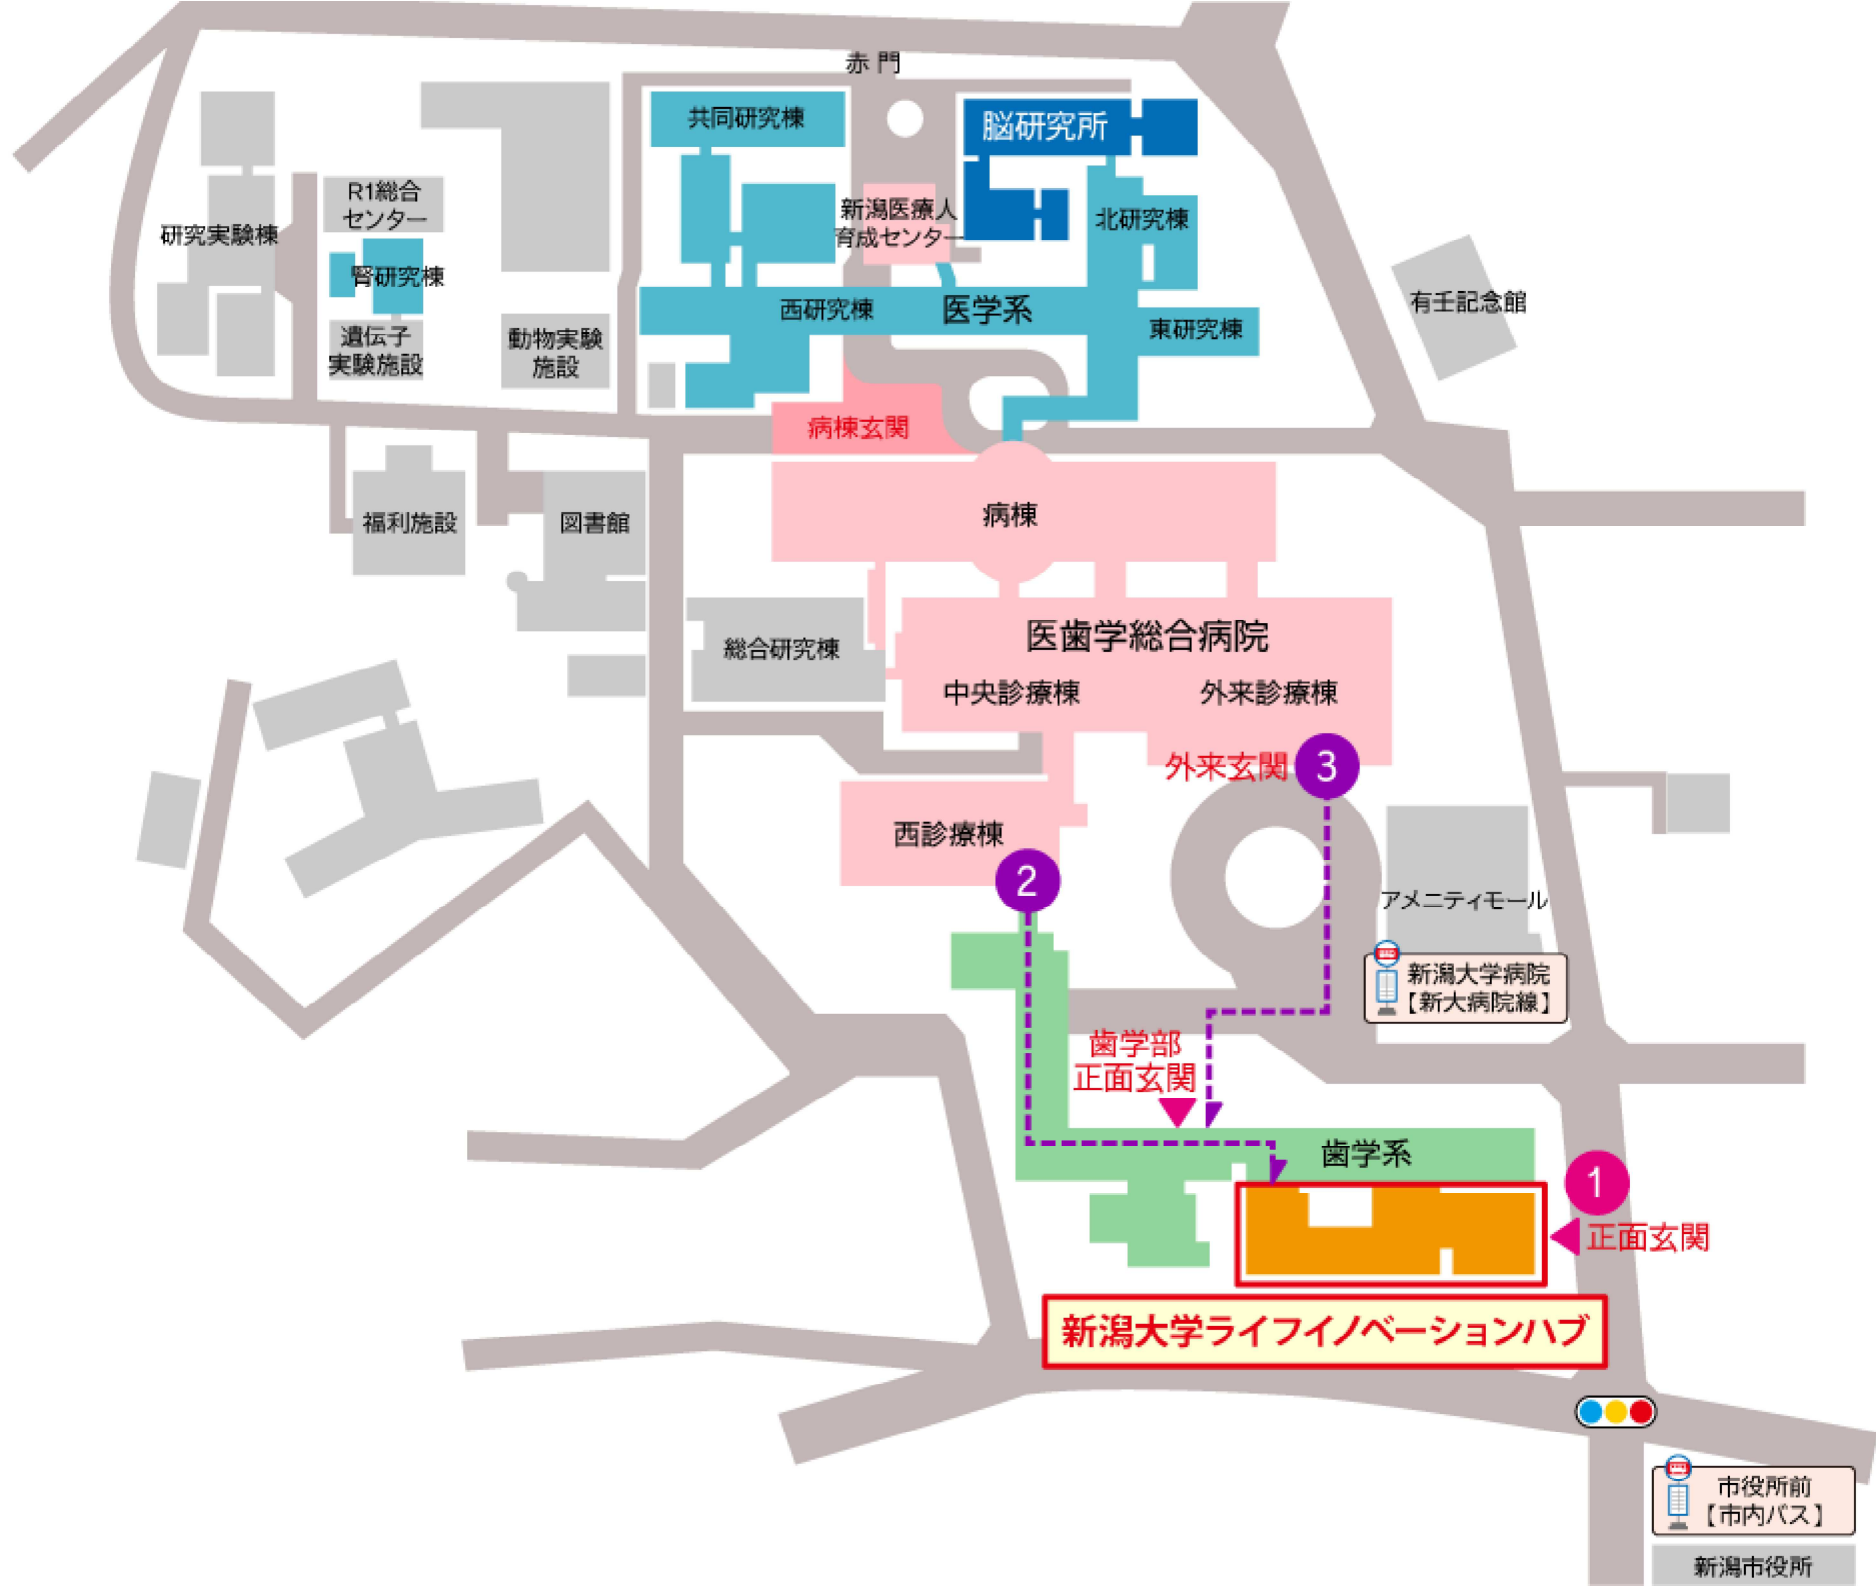 赤門
共同研究棟
脳研究所
R1総合
センター
研究実験棟
新潟医療人
育成センター
北研究棟
腎研究棟
西研究棟
医学系
東研究棟
有壬記念館
遺伝子
実験施設
動物実験
施設
病棟玄関
病棟
福利施設
図書館
医歯学総合病院
総合研究棟
中央診療棟
外来診療棟
外来玄関
3
西診療棟
2
アメニティモール
新潟大学病院
【新大病院線】
歯学部
正面玄関
歯学系
1
正面玄関
新潟大学ライフイノベーションハブ
市役所前
【市内バス】
新潟市役所